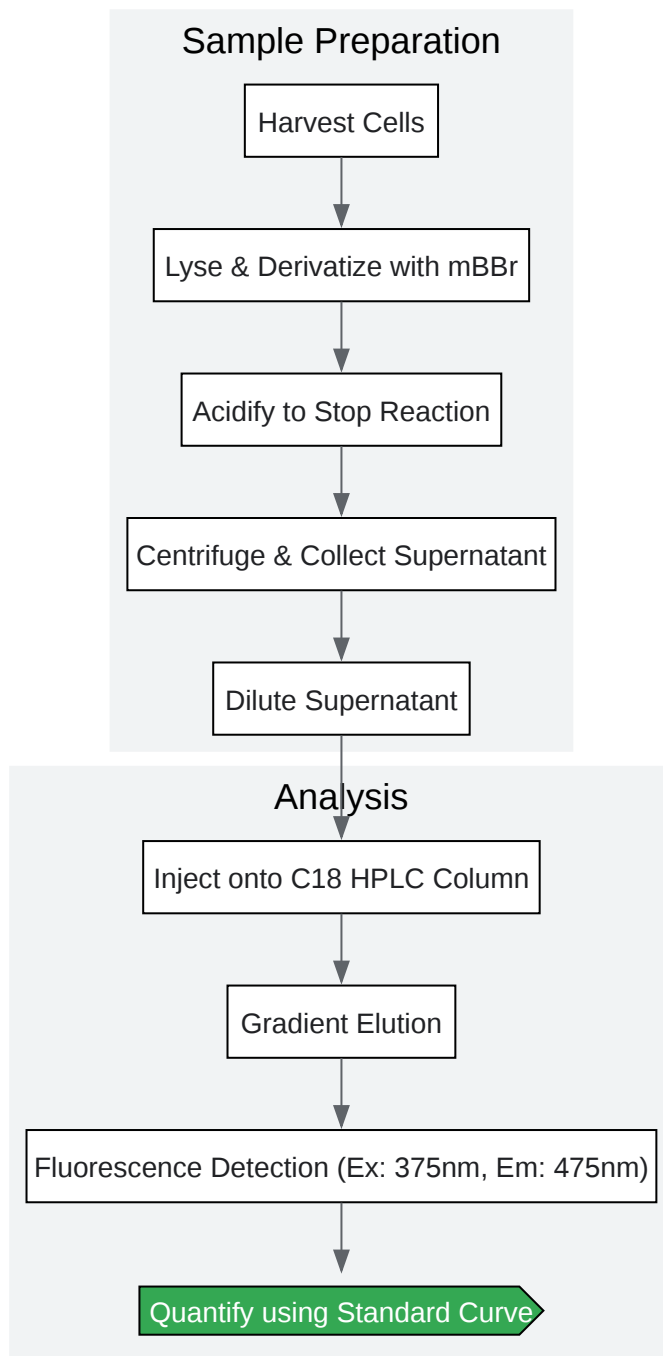 Sample Preparation
Harvest Cells
Lyse & Derivatize with mBBr
Acidify to Stop Reaction
Centrifuge & Collect Supernatant
Dilute Supernatant
Analysis
Inject onto C18 HPLC Column
Gradient Elution
Fluorescence Detection (Ex: 375nm, Em: 475nm)
Quantify using Standard Curve